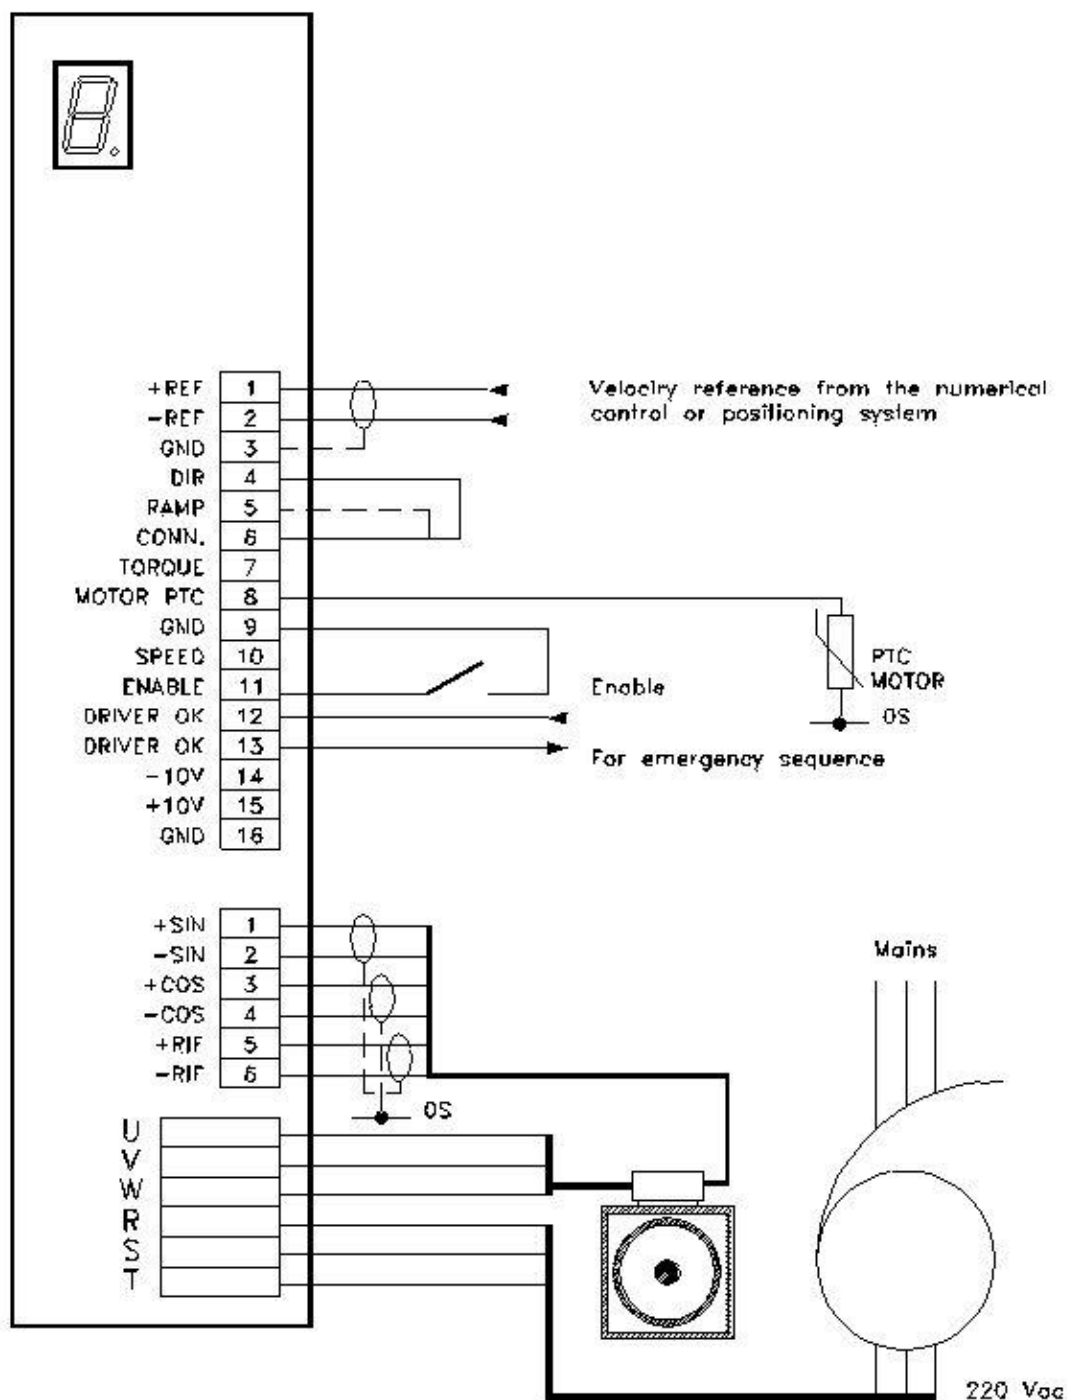 +REF 1
-REF 2
GND 3
DIR 4
RAMP 5
CONN. 6
TORQUE 7
MOTOR PTC 8
GND 9
SPEED 10
ENABLE 11
DRIVER OK 12
DRIVER OK 13
-10V 14
+10V 15
GND 16
Velociry reference from the numerical
control or positioning system
PTC
MOTOR
0S
Enable
For emergency sequence
+SIN 1
-SIN 2
+COS 3
-COS 4
+RIF 5
-RIF 6
0S
U
V
W
R
S
T
Mains
220 Vac